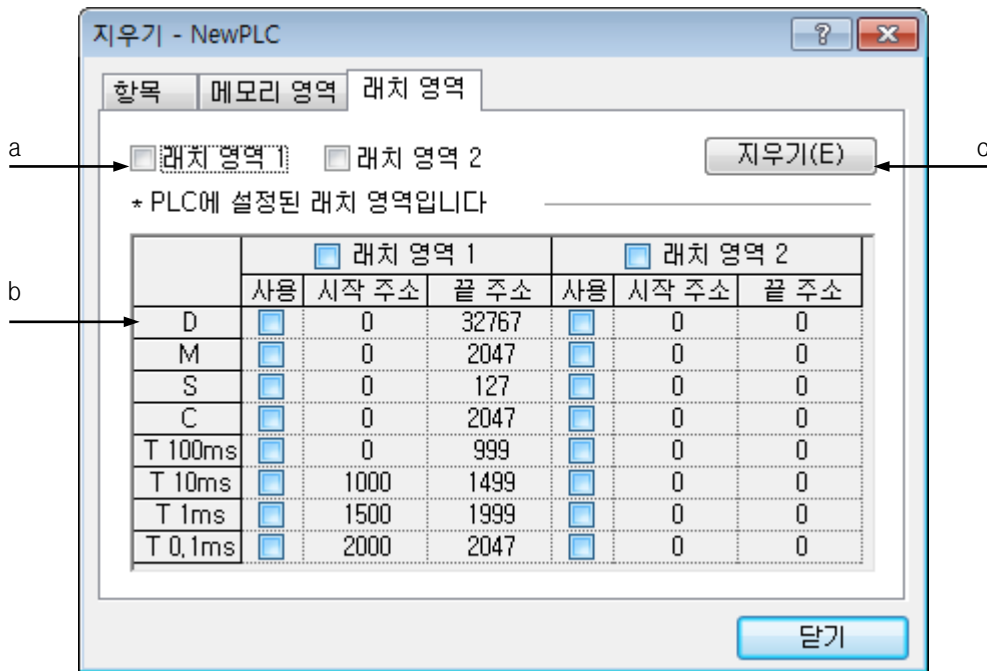 지우기 - NewPLC
항목 메모리 영역 래치 영역
a 래치 영역 1 래치 영역 2 지우기(E)
* PLC에 설정된 래치 영역입니다
래치 영역 1 래치 영역 2
사용 시작 주소 끝 주소 사용 시작 주소 끝 주소
b
D 0 32767 0 0
M 0 2047 0 0
S 0 127 0 0
C 0 2047 0 0
T 100ms 0 999 0 0
T 10ms 1000 1499 0 0
T 1ms 1500 1999 0 0
T 0,1ms 2000 2047 0 0
닫기